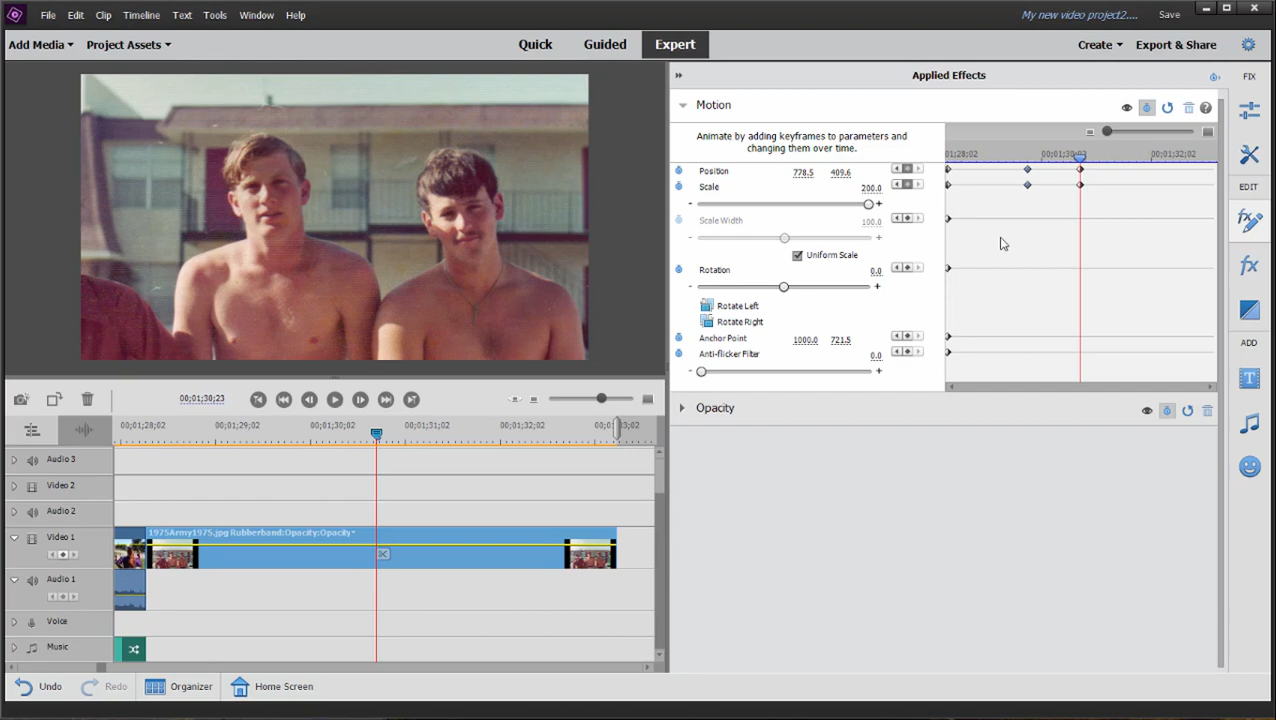 File Edit Clip Timeline Text Tools Window Help My new video project2.... Save
Add Media Project Assets Quick Guided Expert Create Export & Share
Applied Effects FIX
Motion
Animate by adding keyframes to parameters and
changing them over time.
01;28;02 ;01;32;02
Position 778.5 409.6
Scale 200.0
- +
EDIT
Scale Width 100.0
- +
Uniform Scale
Rotation 0.0
- +
Rotate Left
Rotate Right
Anchor Point 1000.0 721.5
ADD
Anti-flicker Filter 0.0
- +
Opacity
00;01;30;23
00;01;28;02 00;01;29;02 00;01;30;02 00;01;31;02 00;01;32;02
Audio 3
Video 2
Audio 2
Video 1
1975Army1975.jpg Rubberband:Opacity:Opacity
Audio 1
Voice
Music
Undo Redo Organizer Home Screen